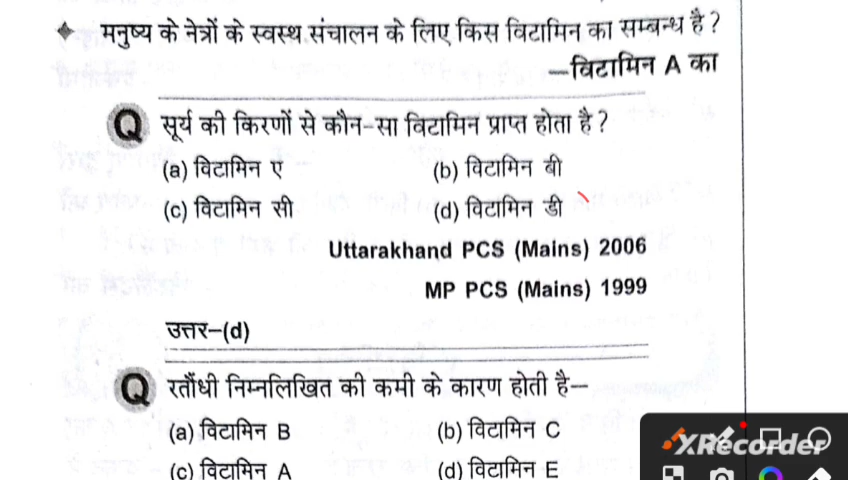 मनुष्य के नेत्रों के स्वस्थ संचालन के लिए किस विटामिन का सम्बन्ध है?
—विटामिन A का
Q सूर्य की किरणों से कौन-सा विटामिन प्राप्त होता है?
(a) विटामिन ए (b) विटामिन बी
(c) विटामिन सी (d) विटामिन डी
Uttarakhand PCS (Mains) 2006
MP PCS (Mains) 1999
उत्तर–(d)
Q रतौंधी निम्नलिखित की कमी के कारण होती है—
(a) विटामिन B (b) विटामिन C
(c) विटामिन A (d) विटामिन E
XRecorder